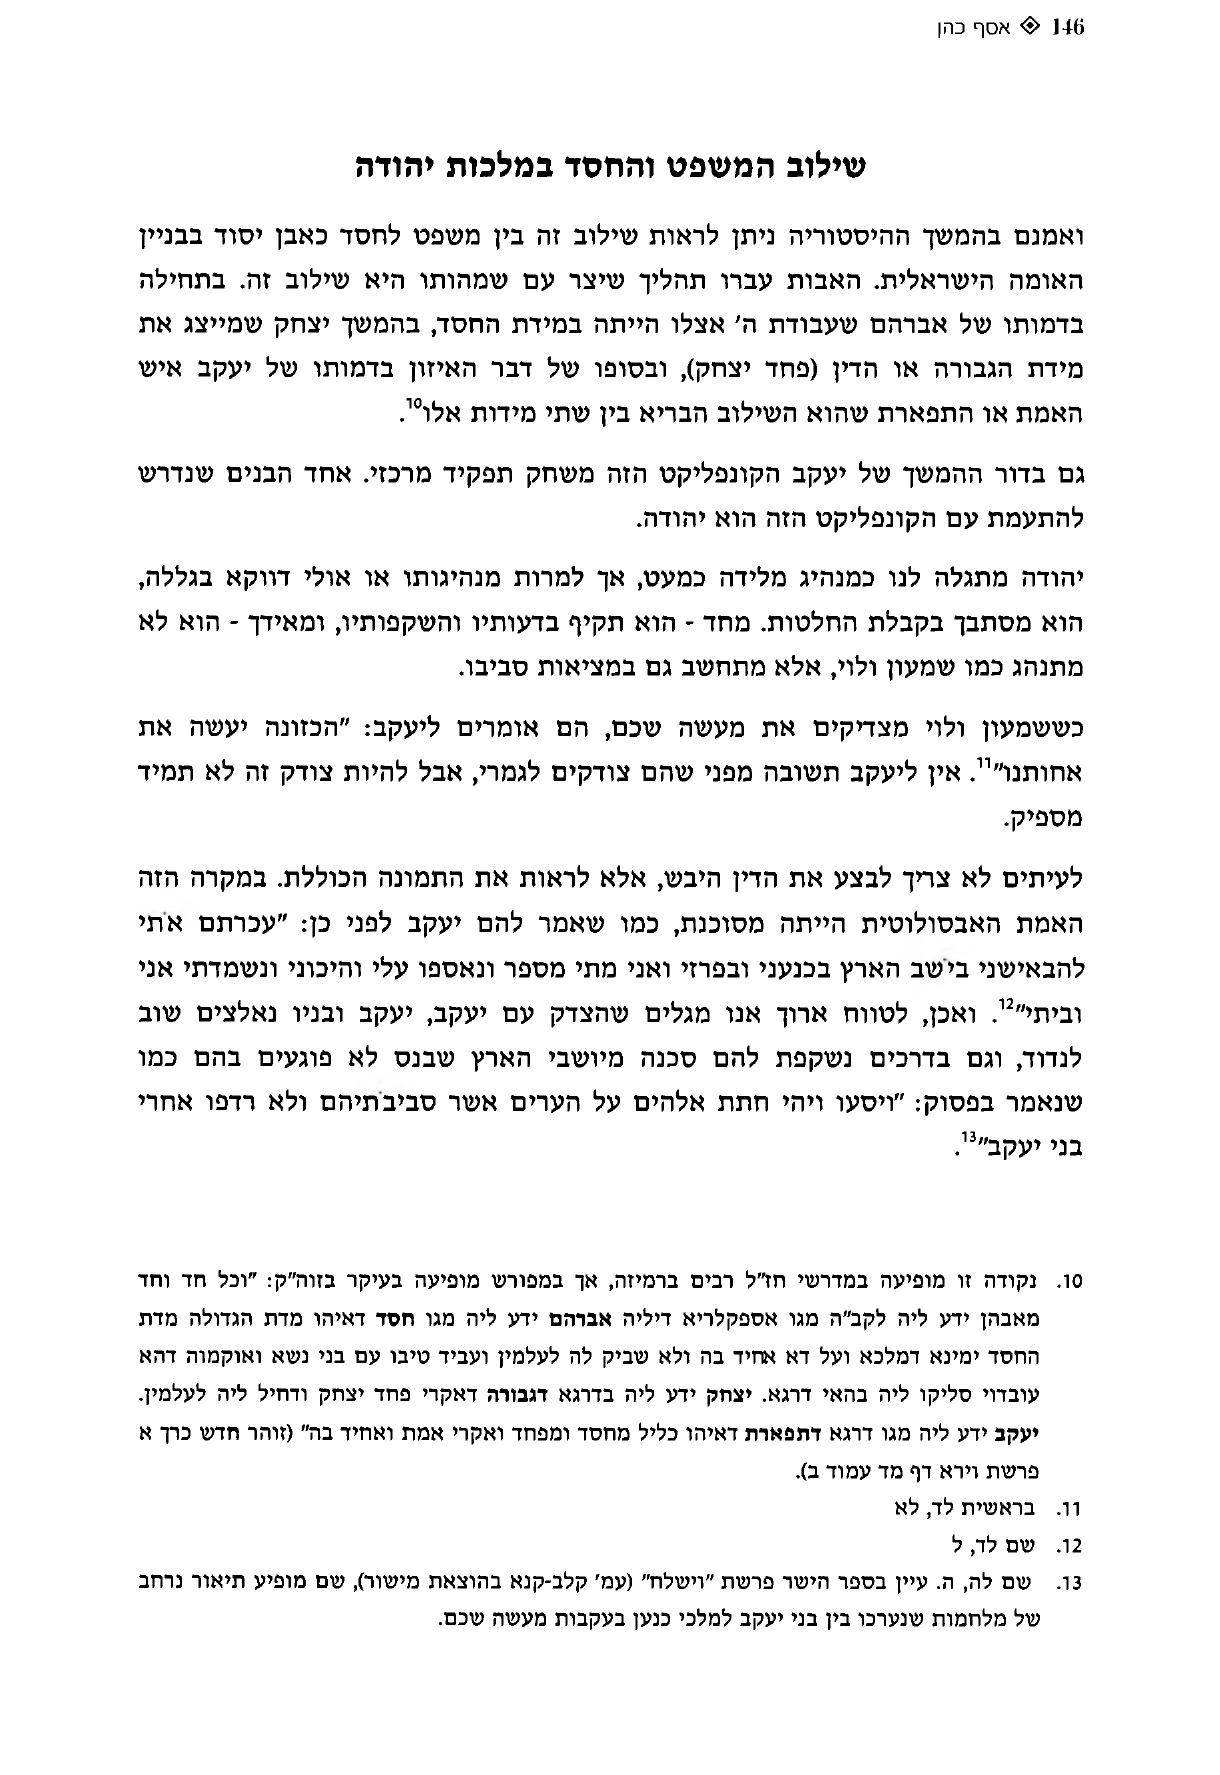 146 ◈ אסף כהן
שילוב המשפט והחסד במלכות יהודה
ואמנם בהמשך ההיסטוריה ניתן לראות שילוב זה בין משפט לחסד כאבן יסוד בבניין
האומה הישראלית. האבות עברו תהליך שיצר עם שמהותו היא שילוב זה. בתחילה
בדמותו של אברהם שעבודת ה' אצלו הייתה במידת החסד, בהמשך יצחק שמייצג את
מידת הגבורה או הדין (פחד יצחק), ובסופו של דבר האיזון בדמותו של יעקב איש
האמת או התפארת שהוא השילוב הבריא בין שתי מידות אלו10.
גם בדור ההמשך של יעקב הקונפליקט הזה משחק תפקיד מרכזי. אחד הבנים שנדרש
להתעמת עם הקונפליקט הזה הוא יהודה.
יהודה מתגלה לנו כמנהיג מלידה כמעט, אך למרות מנהיגותו או אולי דווקא בגללה,
הוא מסתבך בקבלת החלטות. מחד - הוא תקיף בדעותיו והשקפותיו, ומאידך - הוא לא
מתנהג כמו שמעון ולוי, אלא מתחשב גם במציאות סביבו.
כששמעון ולוי מצדיקים את מעשה שכם, הם אומרים ליעקב: "הכזונה יעשה את
אחותנו"11. אין ליעקב תשובה מפני שהם צודקים לגמרי, אבל להיות צודק זה לא תמיד
מספיק.
לעיתים לא צריך לבצע את הדין היבש, אלא לראות את התמונה הכוללת. במקרה הזה
האמת האבסולוטית הייתה מסוכנת, כמו שאמר להם יעקב לפני כן: "עכרתם אתי
להבאישני בישב הארץ בכנעני ובפרזי ואני מתי מספר ונאספו עלי והיכוני ונשמדתי אני
וביתי"12. ואכן, לטווח ארוך אנו מגלים שהצדק עם יעקב, יעקב ובניו נאלצים שוב
לנדוד, וגם בדרכים נשקפת להם סכנה מיושבי הארץ שבנס לא פוגעים בהם כמו
שנאמר בפסוק: "ויסעו ויהי חתת אלהים על הערים אשר סביבתיהם ולא רדפו אחרי
בני יעקב"13.
10. נקודה זו מופיעה במדרשי חז"ל רבים ברמיזה, אך במפורש מופיעה בעיקר בזוה"ק: "וכל חד וחד
מאבהן ידע ליה לקב"ה מגו אספקלריא דיליה אברהם ידע ליה מגו חסד דאיהו מדת הגדולה מדת
החסד ימינא דמלכא ועל דא אחיד בה ולא שביק לה לעלמין ועביד טיבו עם בני נשא ואוקמוה דהא
עובדוי סליקו ליה בהאי דרגא. יצחק ידע ליה בדרגא דגבורה דאקרי פחד יצחק ודחיל ליה לעלמין.
יעקב ידע ליה מגו דרגא דתפארת דאיהו כליל מחסד ומפחד ואקרי אמת ואחיד בה" (זוהר חדש כרך א
פרשת וירא דף מד עמוד ב).
11. בראשית לד, לא
12. שם לד, ל
13. שם לה, ה. עיין בספר הישר פרשת "וישלח" (עמ' קלב-קנא בהוצאת מישור), שם מופיע תיאור נרחב
של מלחמות שנערכו בין בני יעקב למלכי כנען בעקבות מעשה שכם.